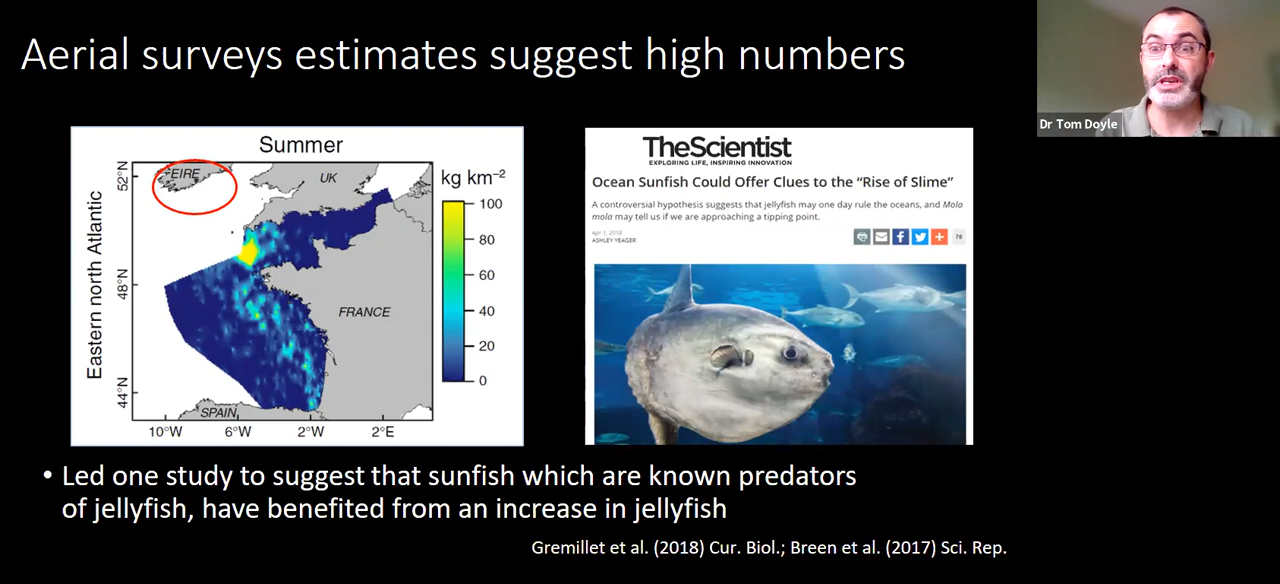 Aerial surveys estimates suggest high numbers
Dr Tom Doyle
Summer
Eastern north Atlantic
52°N
48°N
44°N
EIRE
UK
FRANCE
SPAIN
10°W
6°W
2°W
2°E
kg km⁻²
100
80
60
40
20
0
TheScientist
EXPLORING LIFE, INSPIRING INNOVATION
Ocean Sunfish Could Offer Clues to the “Rise of Slime”
A controversial hypothesis suggests that jellyfish may one day rule the oceans, and Mola
mola may tell us if we are approaching a tipping point.
Apr 1, 2018
ASHLEY YEAGER
76
• Led one study to suggest that sunfish which are known predators
of jellyfish, have benefited from an increase in jellyfish
Gremillet et al. (2018) Cur. Biol.; Breen et al. (2017) Sci. Rep.